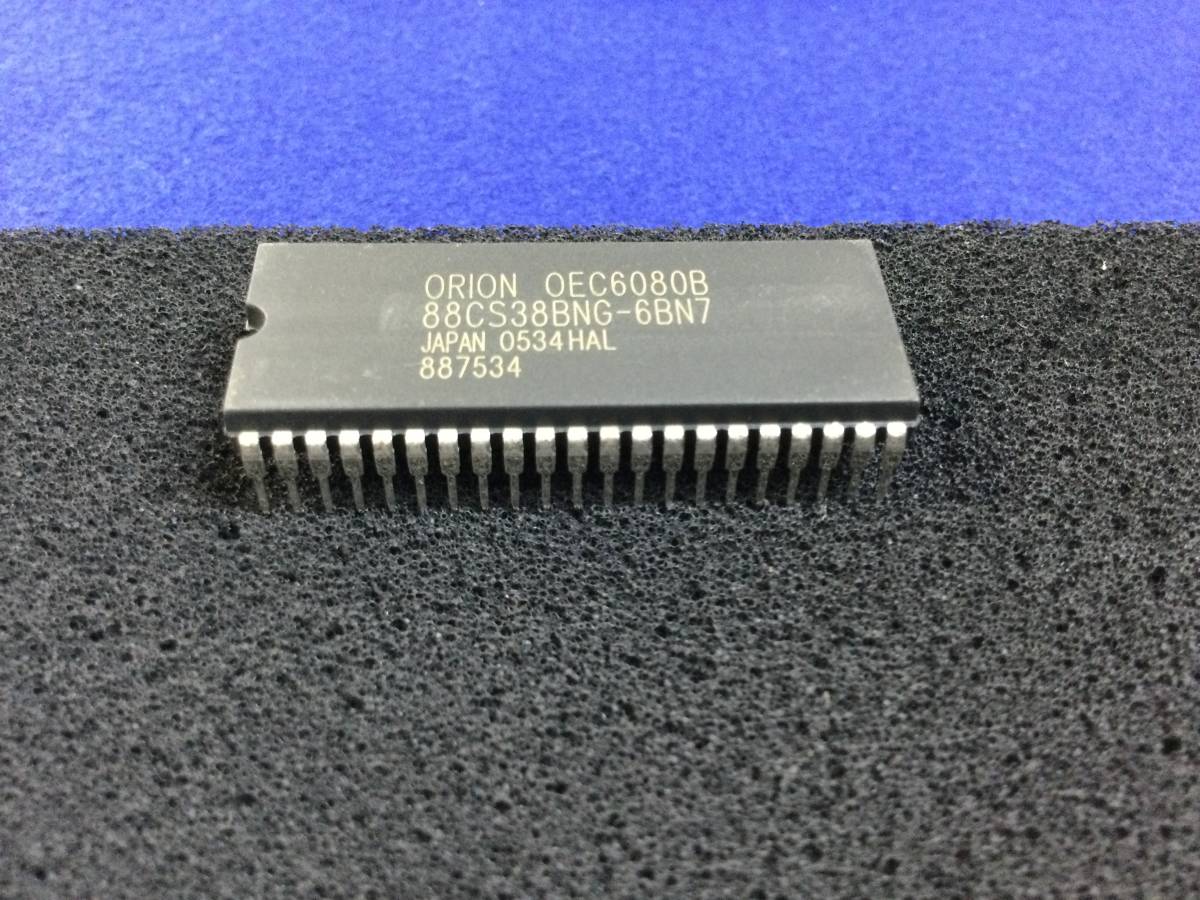 ORION OEC6080B
88CS38BNG-6BN7
JAPAN 0534HAL
887534